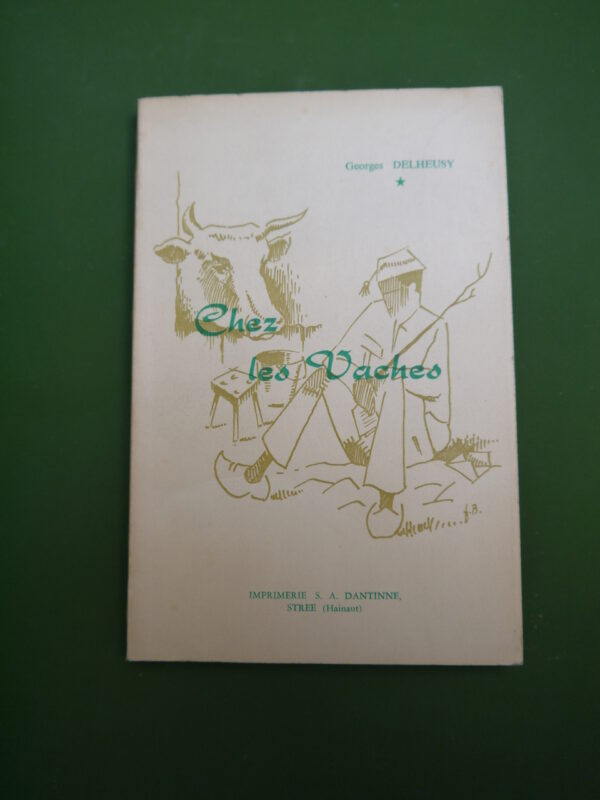 Georges DELHEUSY
★
Chez
les Vaches
IMPRIMERIE S. A. DANTINNE,
STREE (Hainaut)